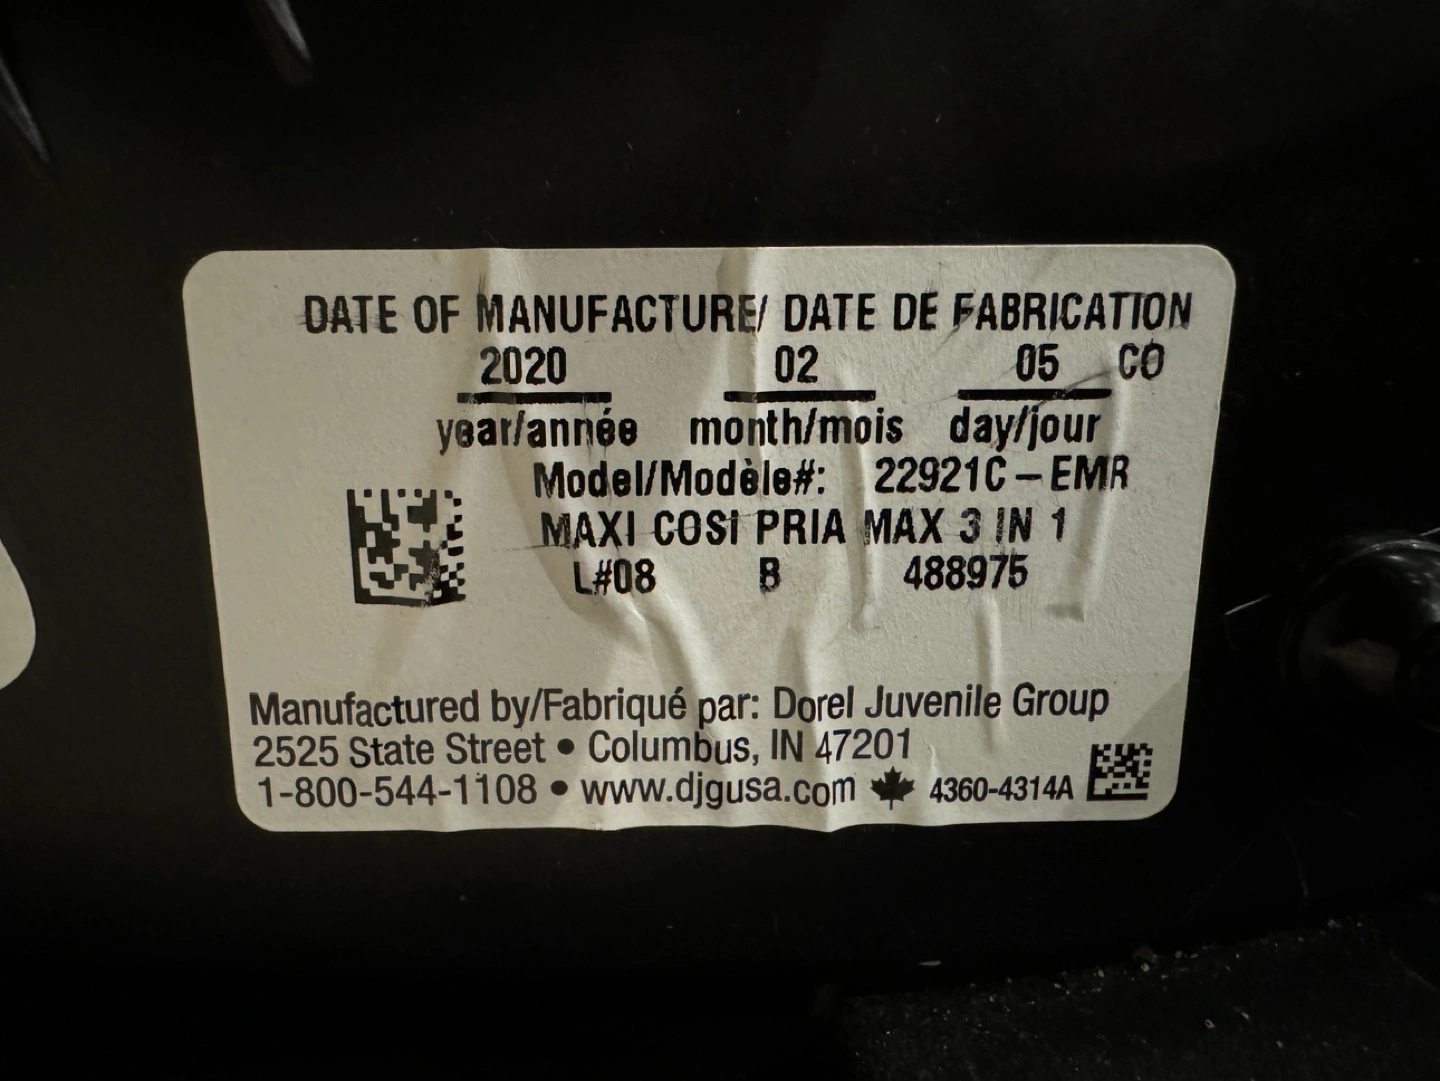 DATE OF MANUFACTURE/ DATE DE FABRICATION
2020 02 05 CO
year/année month/mois day/jour
Model/Modèle#: 22921C-EMR
MAXI COSI PRIA MAX 3 IN 1
L#08 B 488975
Manufactured by/Fabriqué par: Dorel Juvenile Group
2525 State Street • Columbus, IN 47201
1-800-544-1108 • www.djgusa.com 4360-4314A